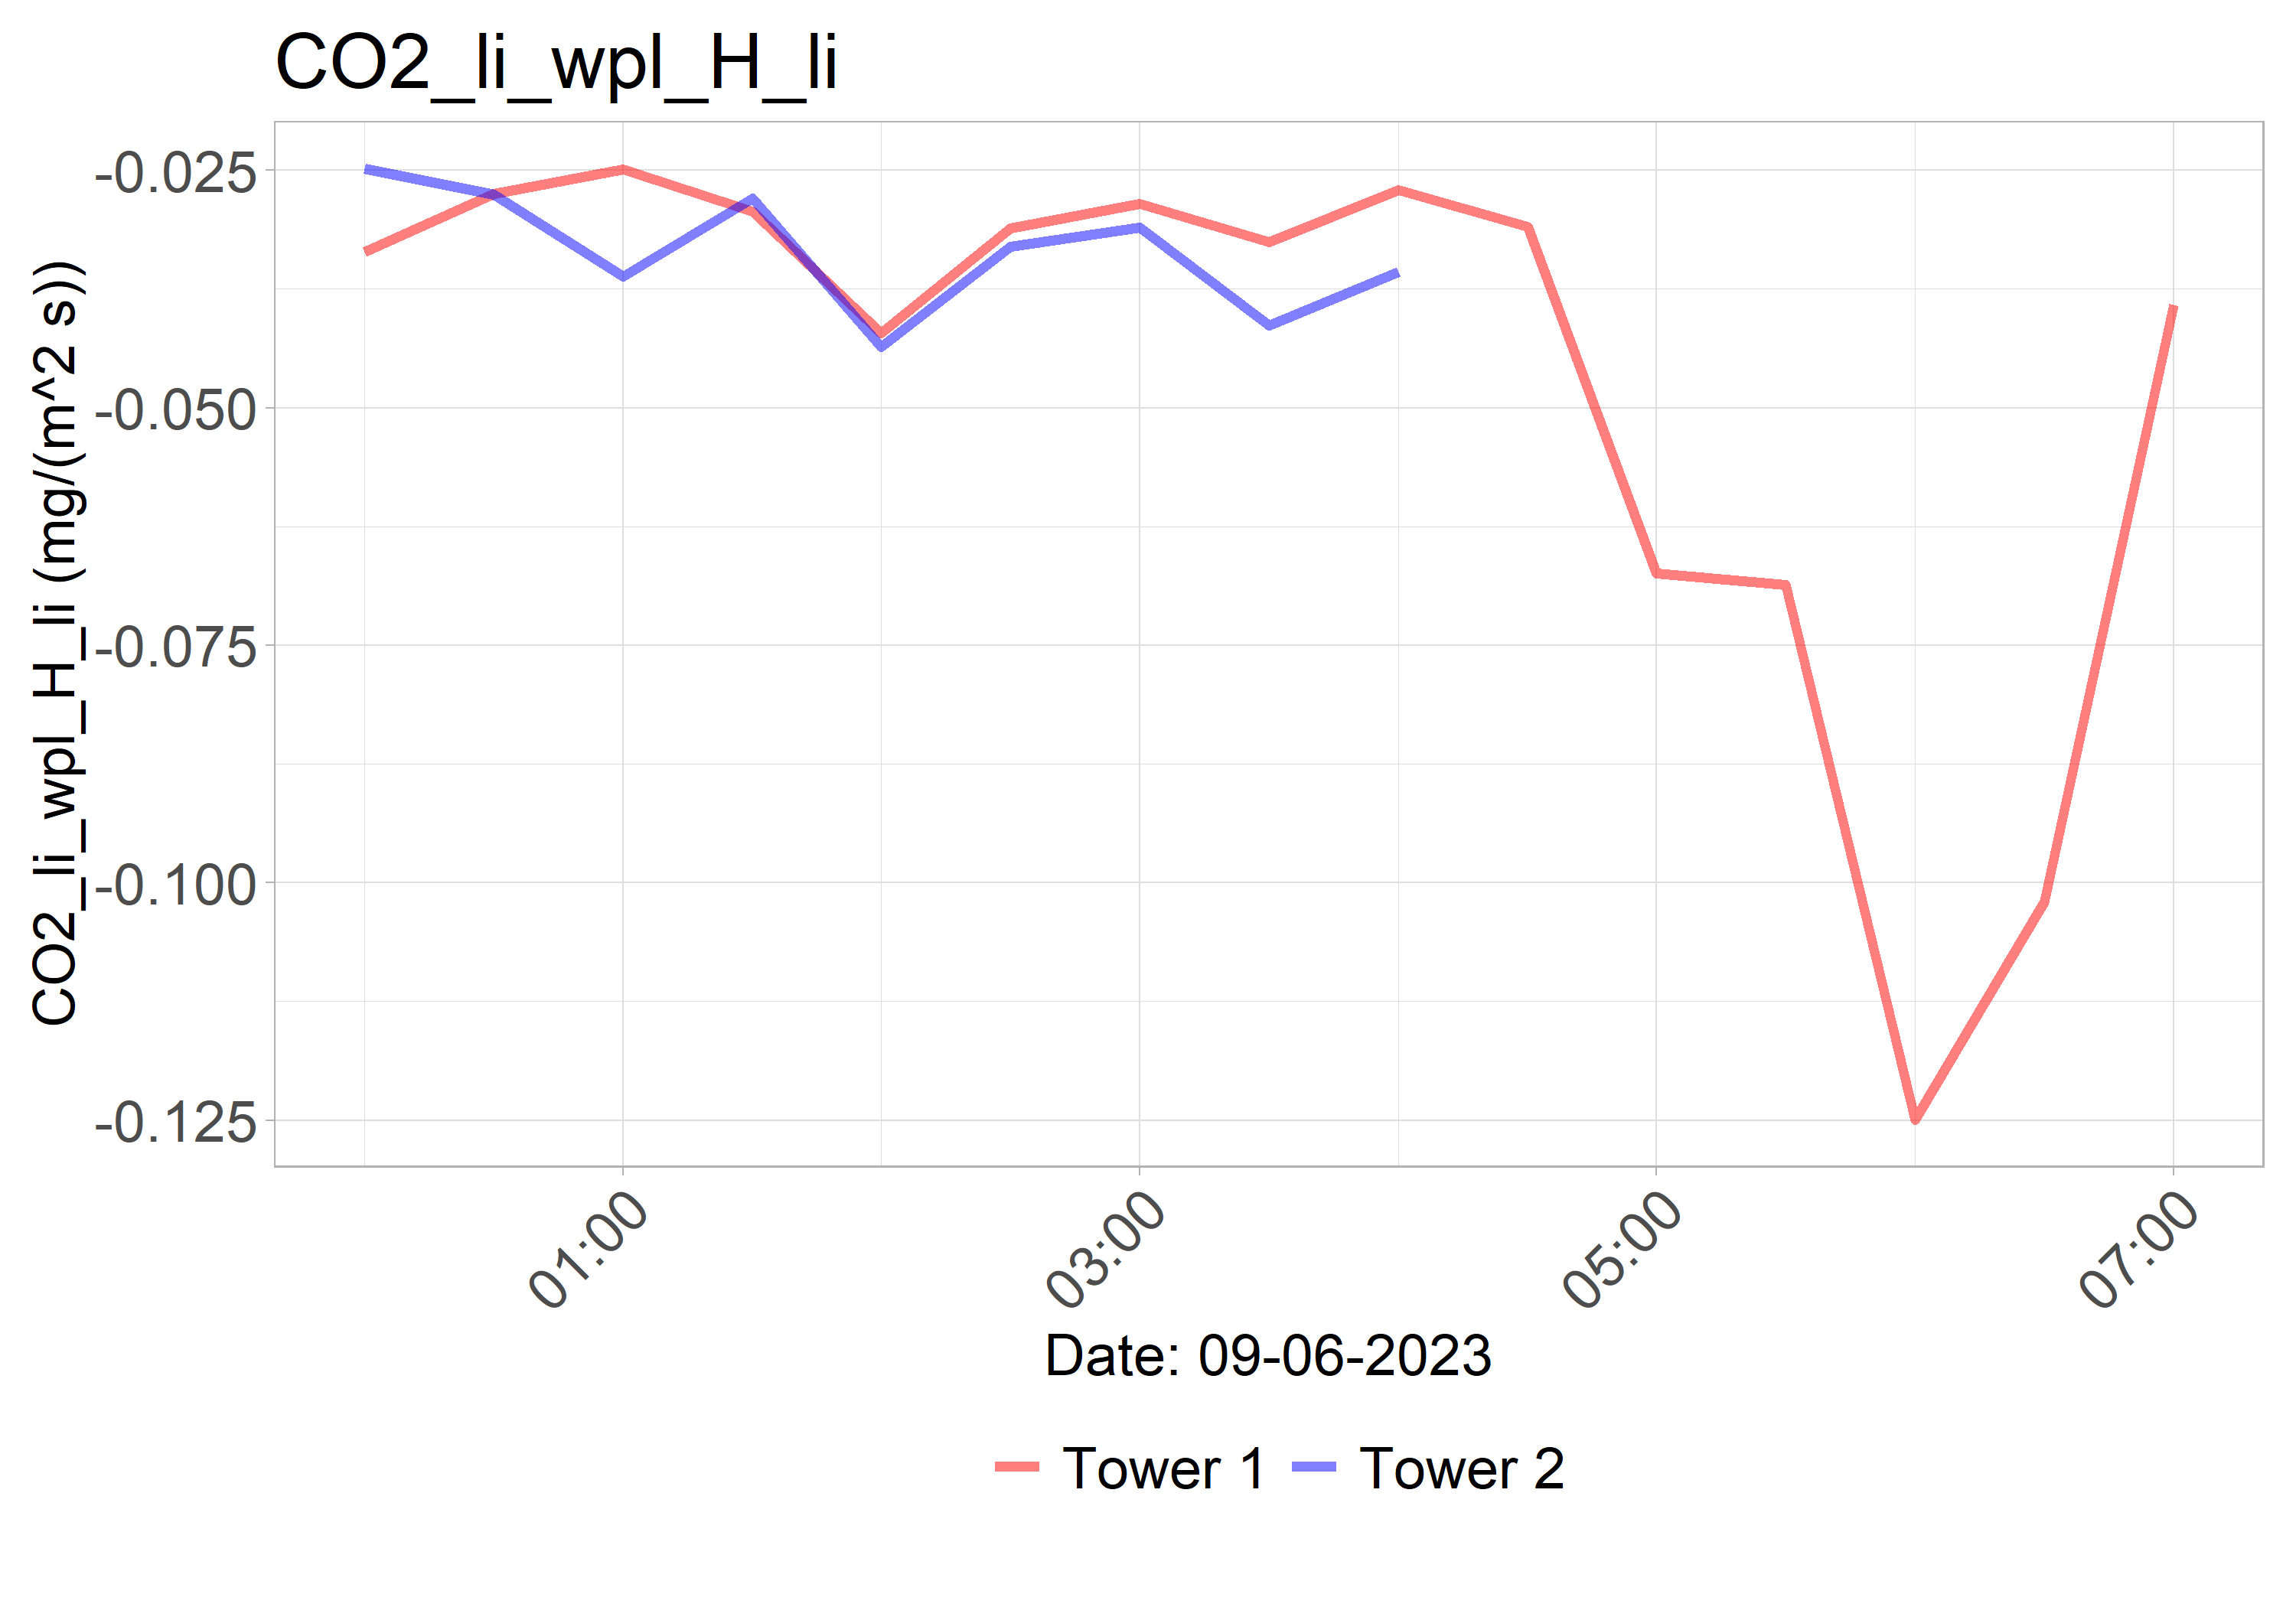 CO2_li_wpl_H_li
CO2_li_wpl_H_li (mg/(m^2 s))
-0.025
-0.050
-0.075
-0.100
-0.125
01:00
03:00
05:00
07:00
Date: 09-06-2023
Tower 1
Tower 2